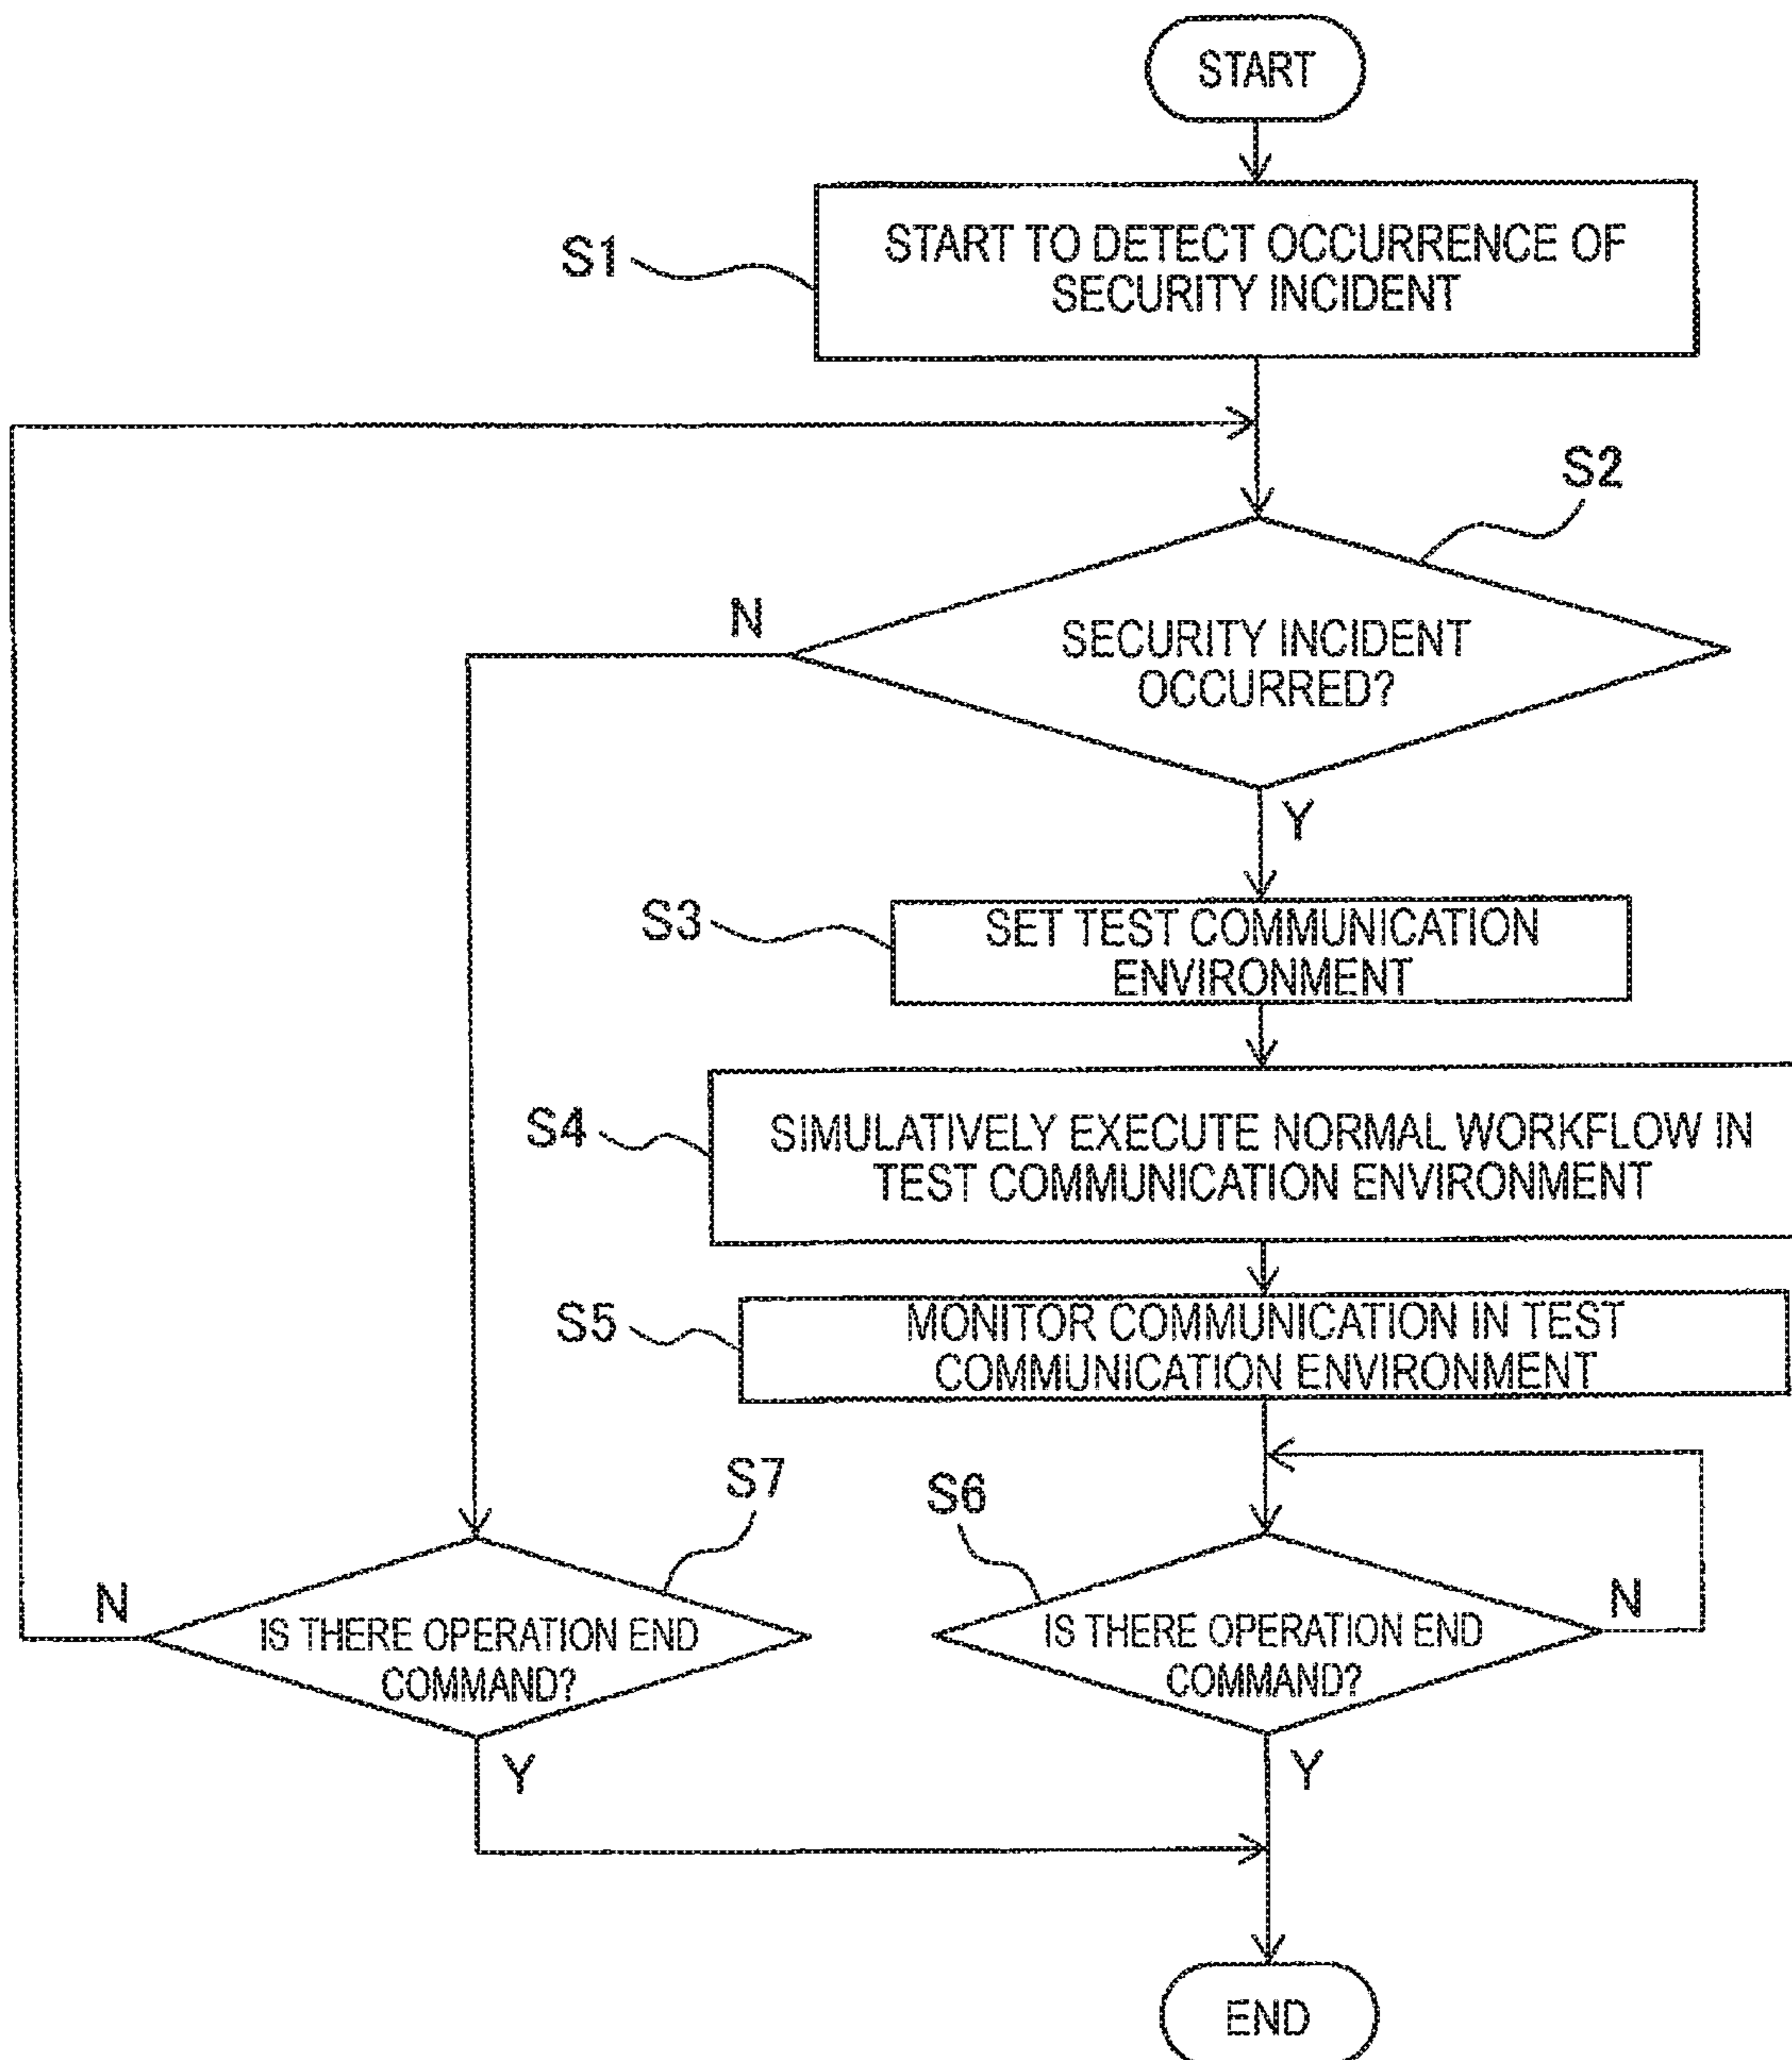 START
S1
START TO DETECT OCCURRENCE OF
SECURITY INCIDENT
S2
N
SECURITY INCIDENT
OCCURRED?
Y
S3
SET TEST COMMUNICATION
ENVIRONMENT
S4
SIMULATIVELY EXECUTE NORMAL WORKFLOW IN
TEST COMMUNICATION ENVIRONMENT
S5
MONITOR COMMUNICATION IN TEST
COMMUNICATION ENVIRONMENT
S7
N
IS THERE OPERATION END
COMMAND?
Y
S6
IS THERE OPERATION END
COMMAND?
N
Y
END